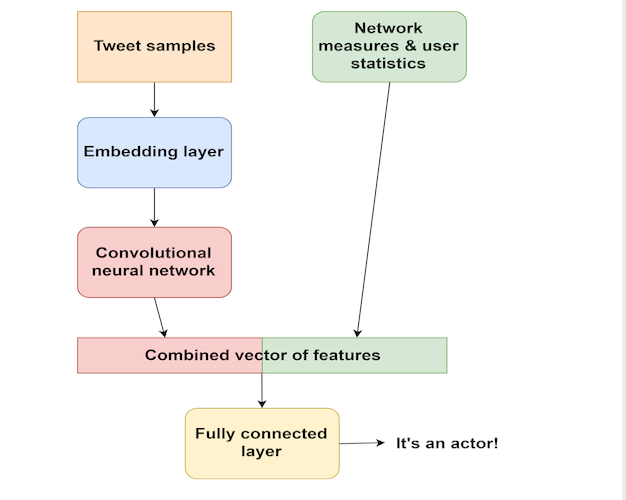 Tweet samples
Network
measures & user
statistics
Embedding layer
Convolutional
neural network
Combined vector of features
Fully connected
layer
It's an actor!